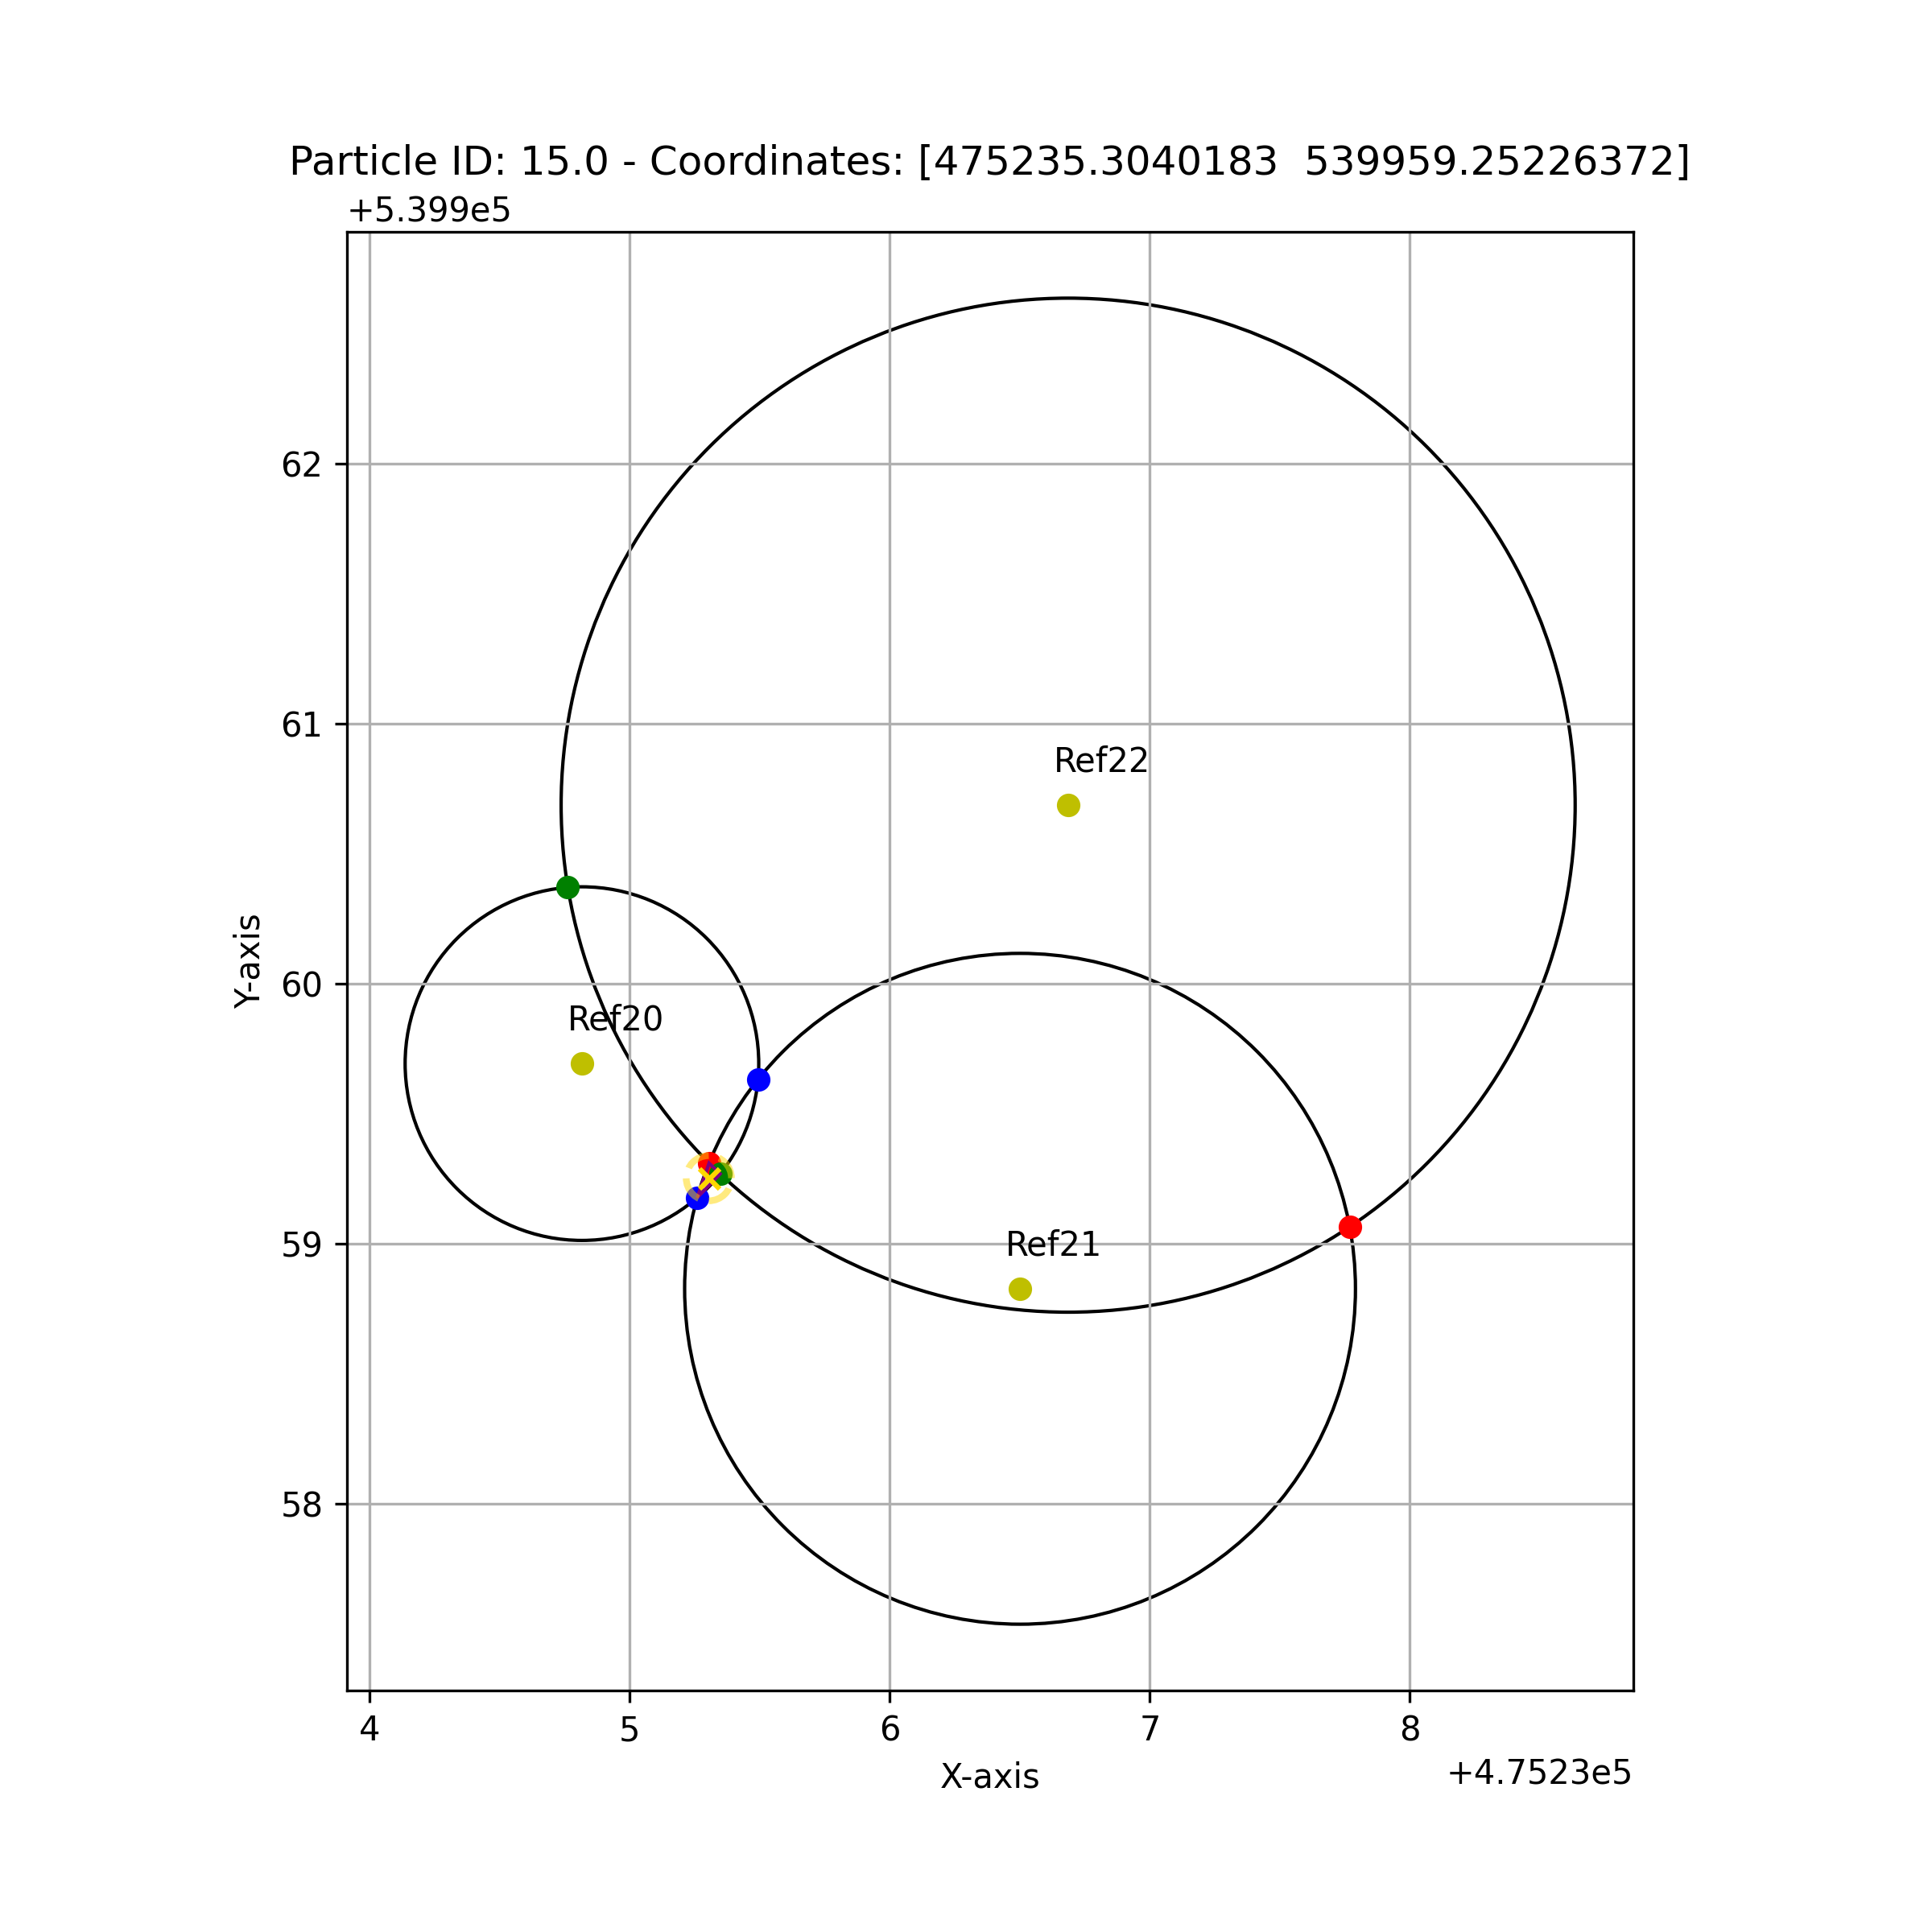 Particle ID: 15.0 - Coordinates: [475235.3040183  539959.25226372]
+5.399e5
62
61
60
59
58
Y-axis
Ref22
Ref20
Ref21
4 5 6 7 8
X-axis
+4.7523e5